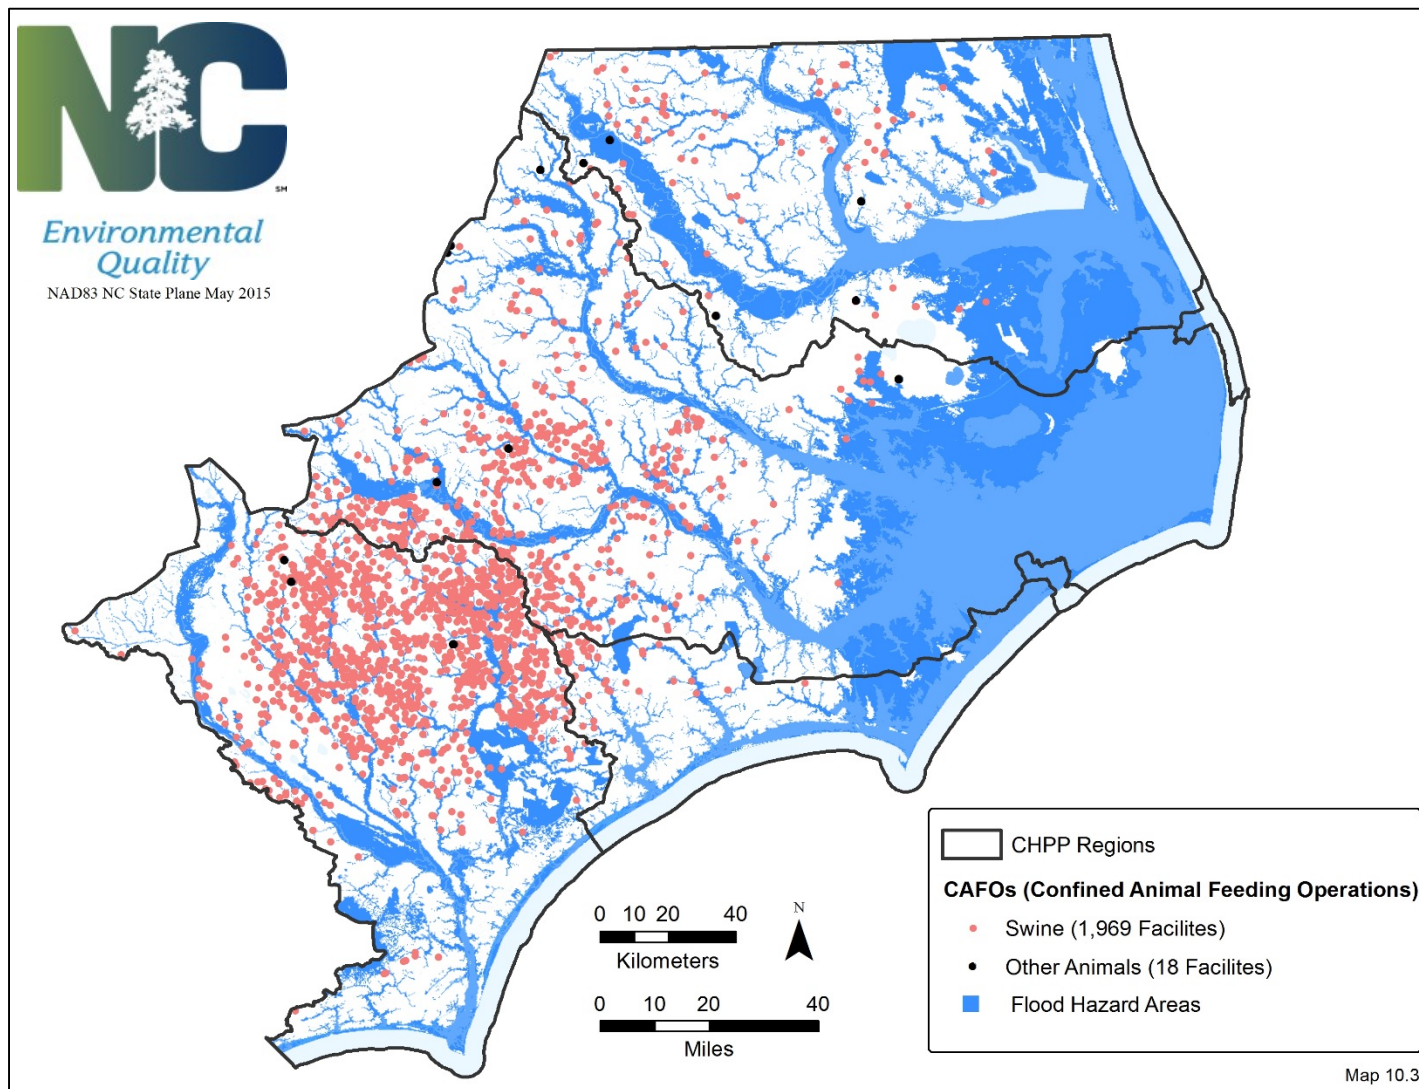 NC
SM
Environmental
Quality
NAD83 NC State Plane May 2015
N
0 10 20 40
Kilometers
0 10 20 40
Miles
CHPP Regions
CAFOs (Confined Animal Feeding Operations)
Swine (1,969 Facilites)
Other Animals (18 Facilites)
Flood Hazard Areas
Map 10.3